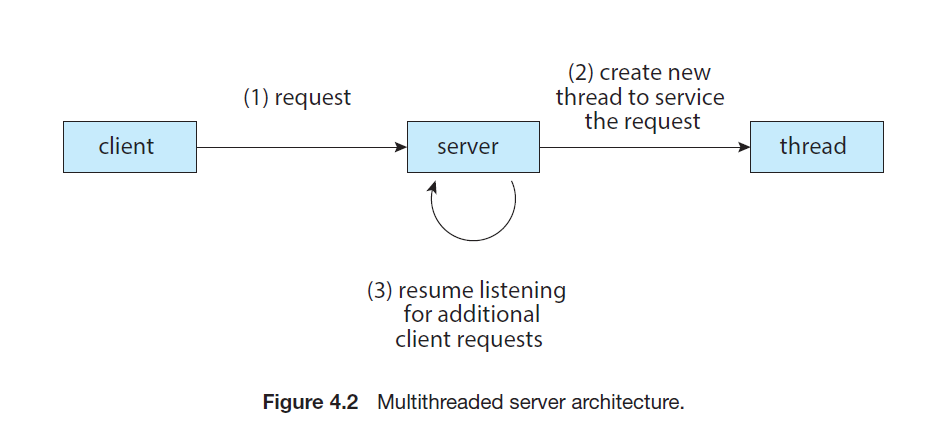 (1) request
(2) create new
thread to service
the request
client
server
thread
(3) resume listening
for additional
client requests
Figure 4.2 Multithreaded server architecture.